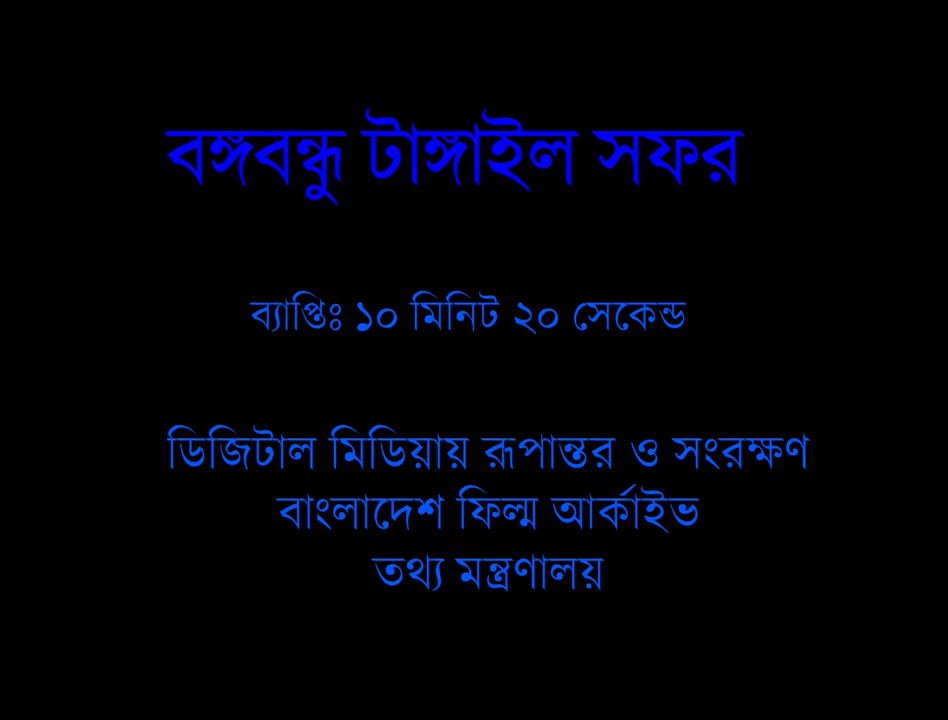 বঙ্গবন্ধু টাঙ্গাইল সফর
ব্যাপ্তিঃ ১০ মিনিট ২০ সেকেন্ড
ডিজিটাল মিডিয়ায় রূপান্তর ও সংরক্ষণ
বাংলাদেশ ফিল্ম আর্কাইভ
তথ্য মন্ত্রণালয়